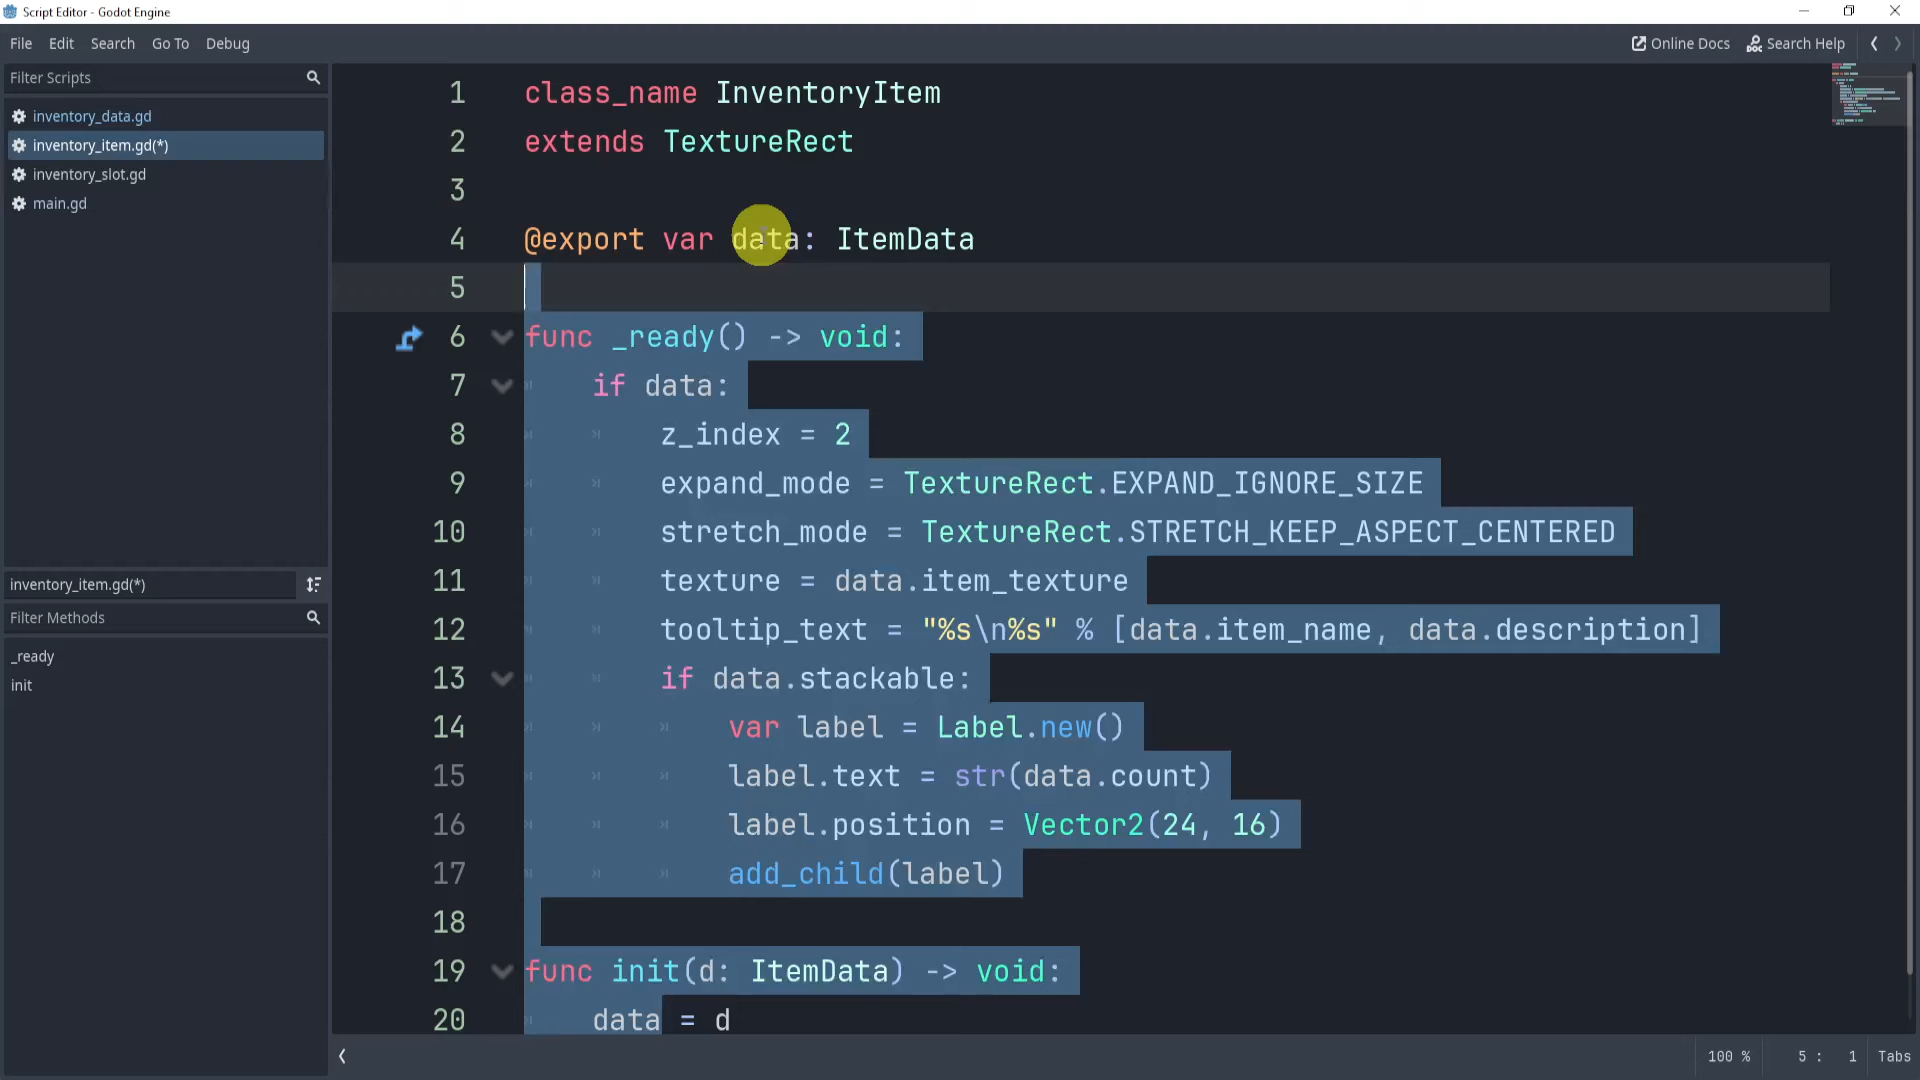 Script Editor - Godot Engine
File Edit Search Go To Debug
Online Docs Search Help
Filter Scripts
inventory_data.gd
inventory_item.gd(*)
inventory_slot.gd
main.gd
inventory_item.gd(*)
Filter Methods
_ready
init
1 class_name InventoryItem
2 extends TextureRect
3
4 @export var data: ItemData
5
6 func _ready() -> void:
7 if data:
8 z_index = 2
9 expand_mode = TextureRect.EXPAND_IGNORE_SIZE
10 stretch_mode = TextureRect.STRETCH_KEEP_ASPECT_CENTERED
11 texture = data.item_texture
12 tooltip_text = "%s\n%s" % [data.item_name, data.description]
13 if data.stackable:
14 var label = Label.new()
15 label.text = str(data.count)
16 label.position = Vector2(24, 16)
17 add_child(label)
18
19 func init(d: ItemData) -> void:
20 data = d
100 % 5 : 1 Tabs